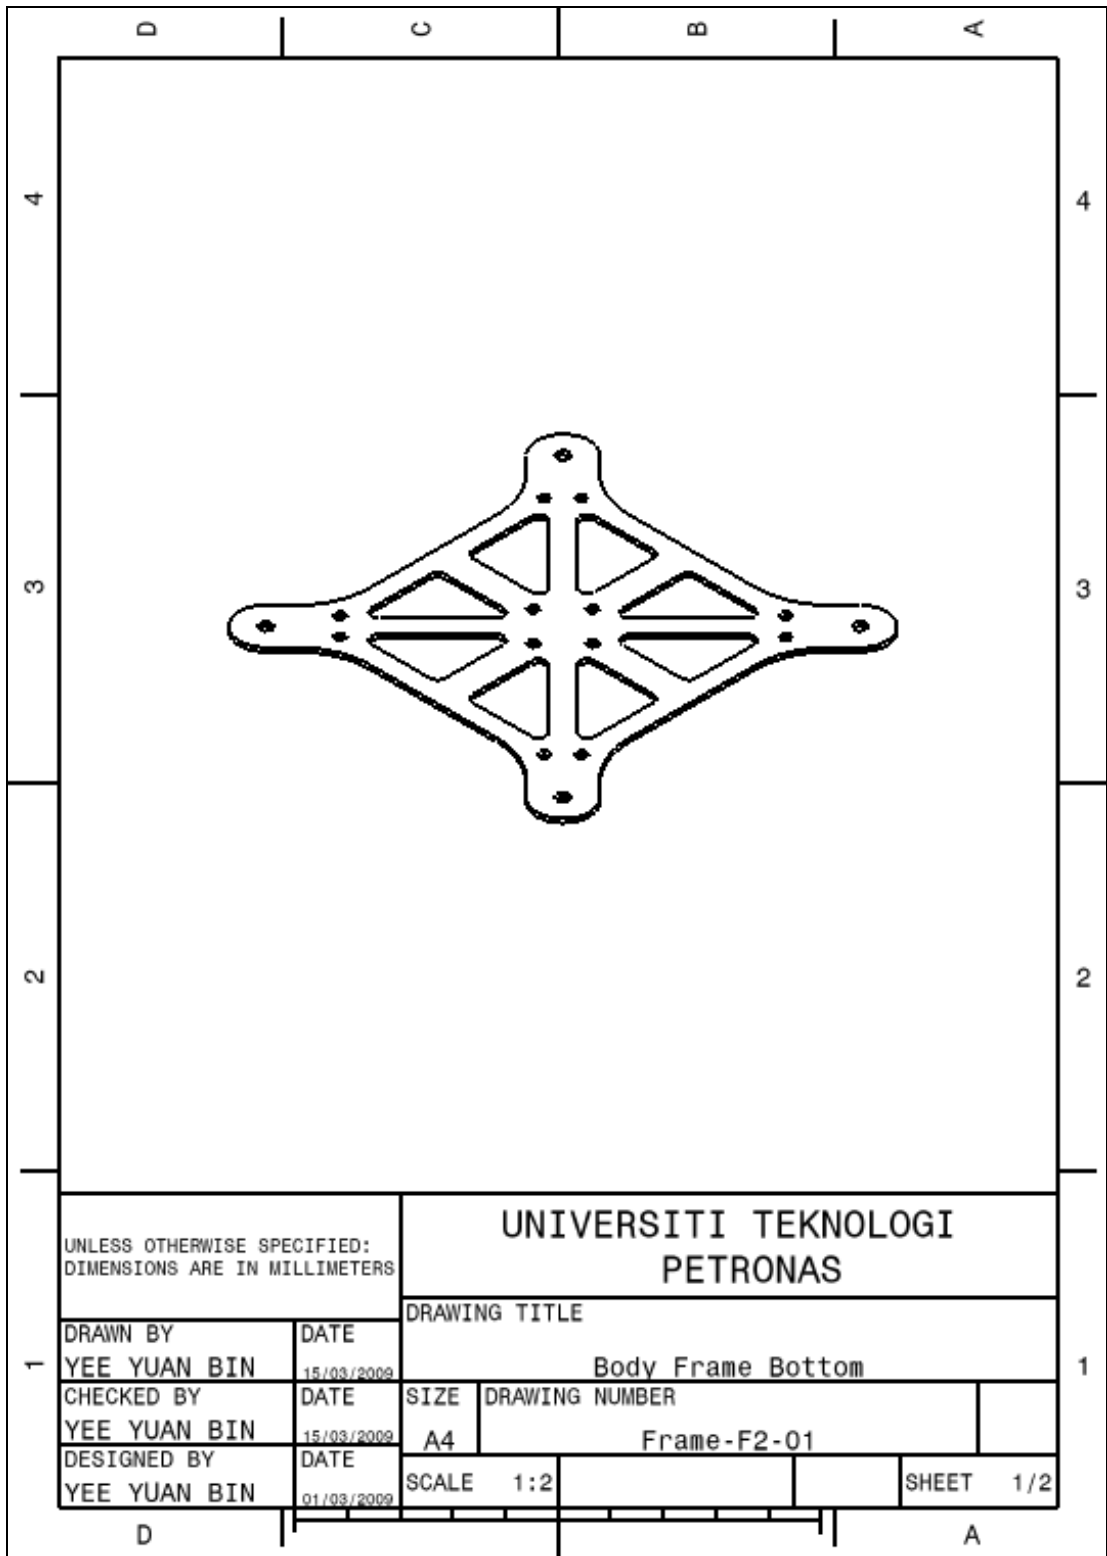 D C B A
4 4
3 3
2 2
UNLESS OTHERWISE SPECIFIED:
DIMENSIONS ARE IN MILLIMETERS
UNIVERSITI TEKNOLOGI
PETRONAS
DRAWING TITLE
Body Frame Bottom
DRAWN BY DATE
YEE YUAN BIN 15/03/2009
1 1
CHECKED BY DATE
YEE YUAN BIN 15/03/2009
SIZE DRAWING NUMBER
A4 Frame-F2-01
DESIGNED BY DATE
YEE YUAN BIN 01/03/2009
SCALE 1:2 SHEET 1/2
D A